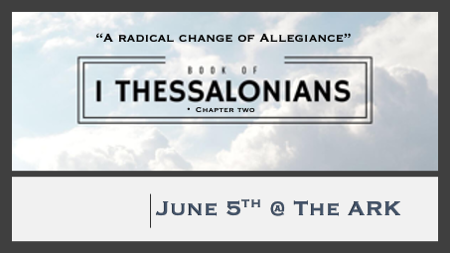 “A radical change of Allegiance”
BOOK OF
I THESSALONIANS
• Chapter two
June 5TH @ The ARK